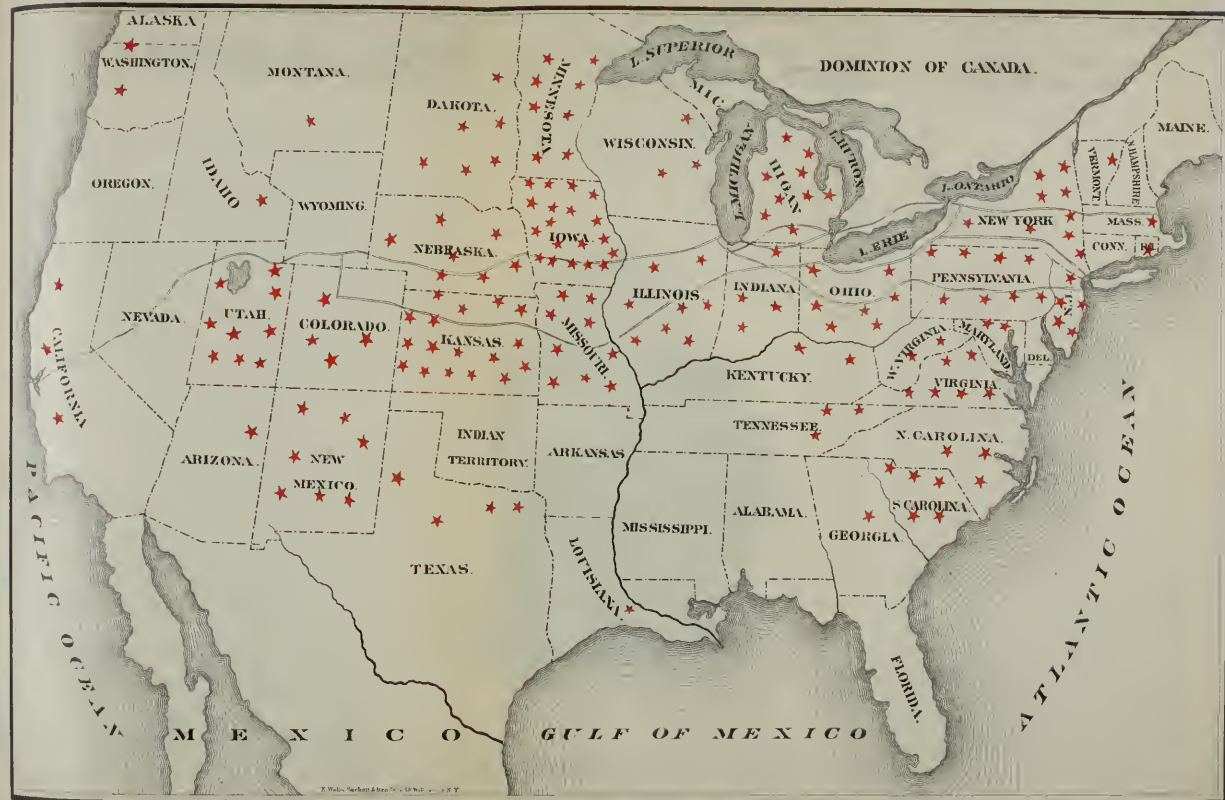 ALASKA
WASHINGTON.
MONTANA.
DAKOTA.
MINNESOTA
L. SUPERIOR
DOMINION OF CANADA.
MIC
HIGAN
WISCONSIN.
L. MICHIGAN
L. HURON
L. ONTARIO
L. ERIE
MAINE.
VERMONT.
N. HAMPSHIRE
OREGON.
IDAHO
WYOMING.
NEBRASKA.
IOWA.
NEW YORK
MASS.
CONN.
R.I.
PENNSYLVANIA.
N.J.
NEVADA.
UTAH.
COLORADO.
KANSAS.
MISSOURI.
ILLINOIS.
INDIANA.
OHIO.
W. VIRGINIA.
MARYLAND.
DEL.
VIRGINIA.
KENTUCKY.
CALIFORNIA
ARIZONA.
NEW
MEXICO.
INDIAN
TERRITORY.
ARKANSAS
TENNESSEE.
N. CAROLINA.
S. CAROLINA.
MISSISSIPPI.
ALABAMA.
GEORGIA.
TEXAS.
LOUISIANA.
FLORIDA.
PACIFIC OCEAN
ATLANTIC OCEAN
MEXICO
GULF OF MEXICO